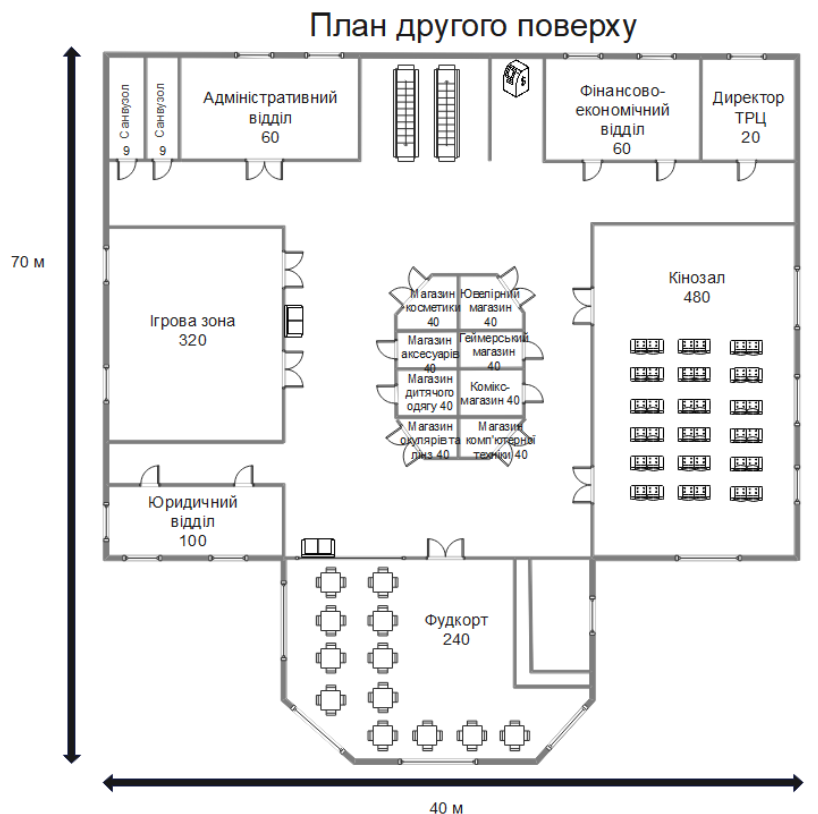 План другого поверху
70 м
Санвузол
9
Санвузол
9
Адміністративний
відділ
60
Фінансово-
економічний
відділ
60
Директор
ТРЦ
20
Ігрова зона
320
Кінозал
480
Магазин
косметики
40
Ювелірний
магазин
40
Магазин
аксесуарів
40
Геймерський
магазин
40
Магазин
дитячого
одягу 40
Комікс-
магазин 40
Магазин
окулярів та
лінз 40
Магазин
комп'ютерної
техніки 40
Юридичний
відділ
100
Фудкорт
240
40 м